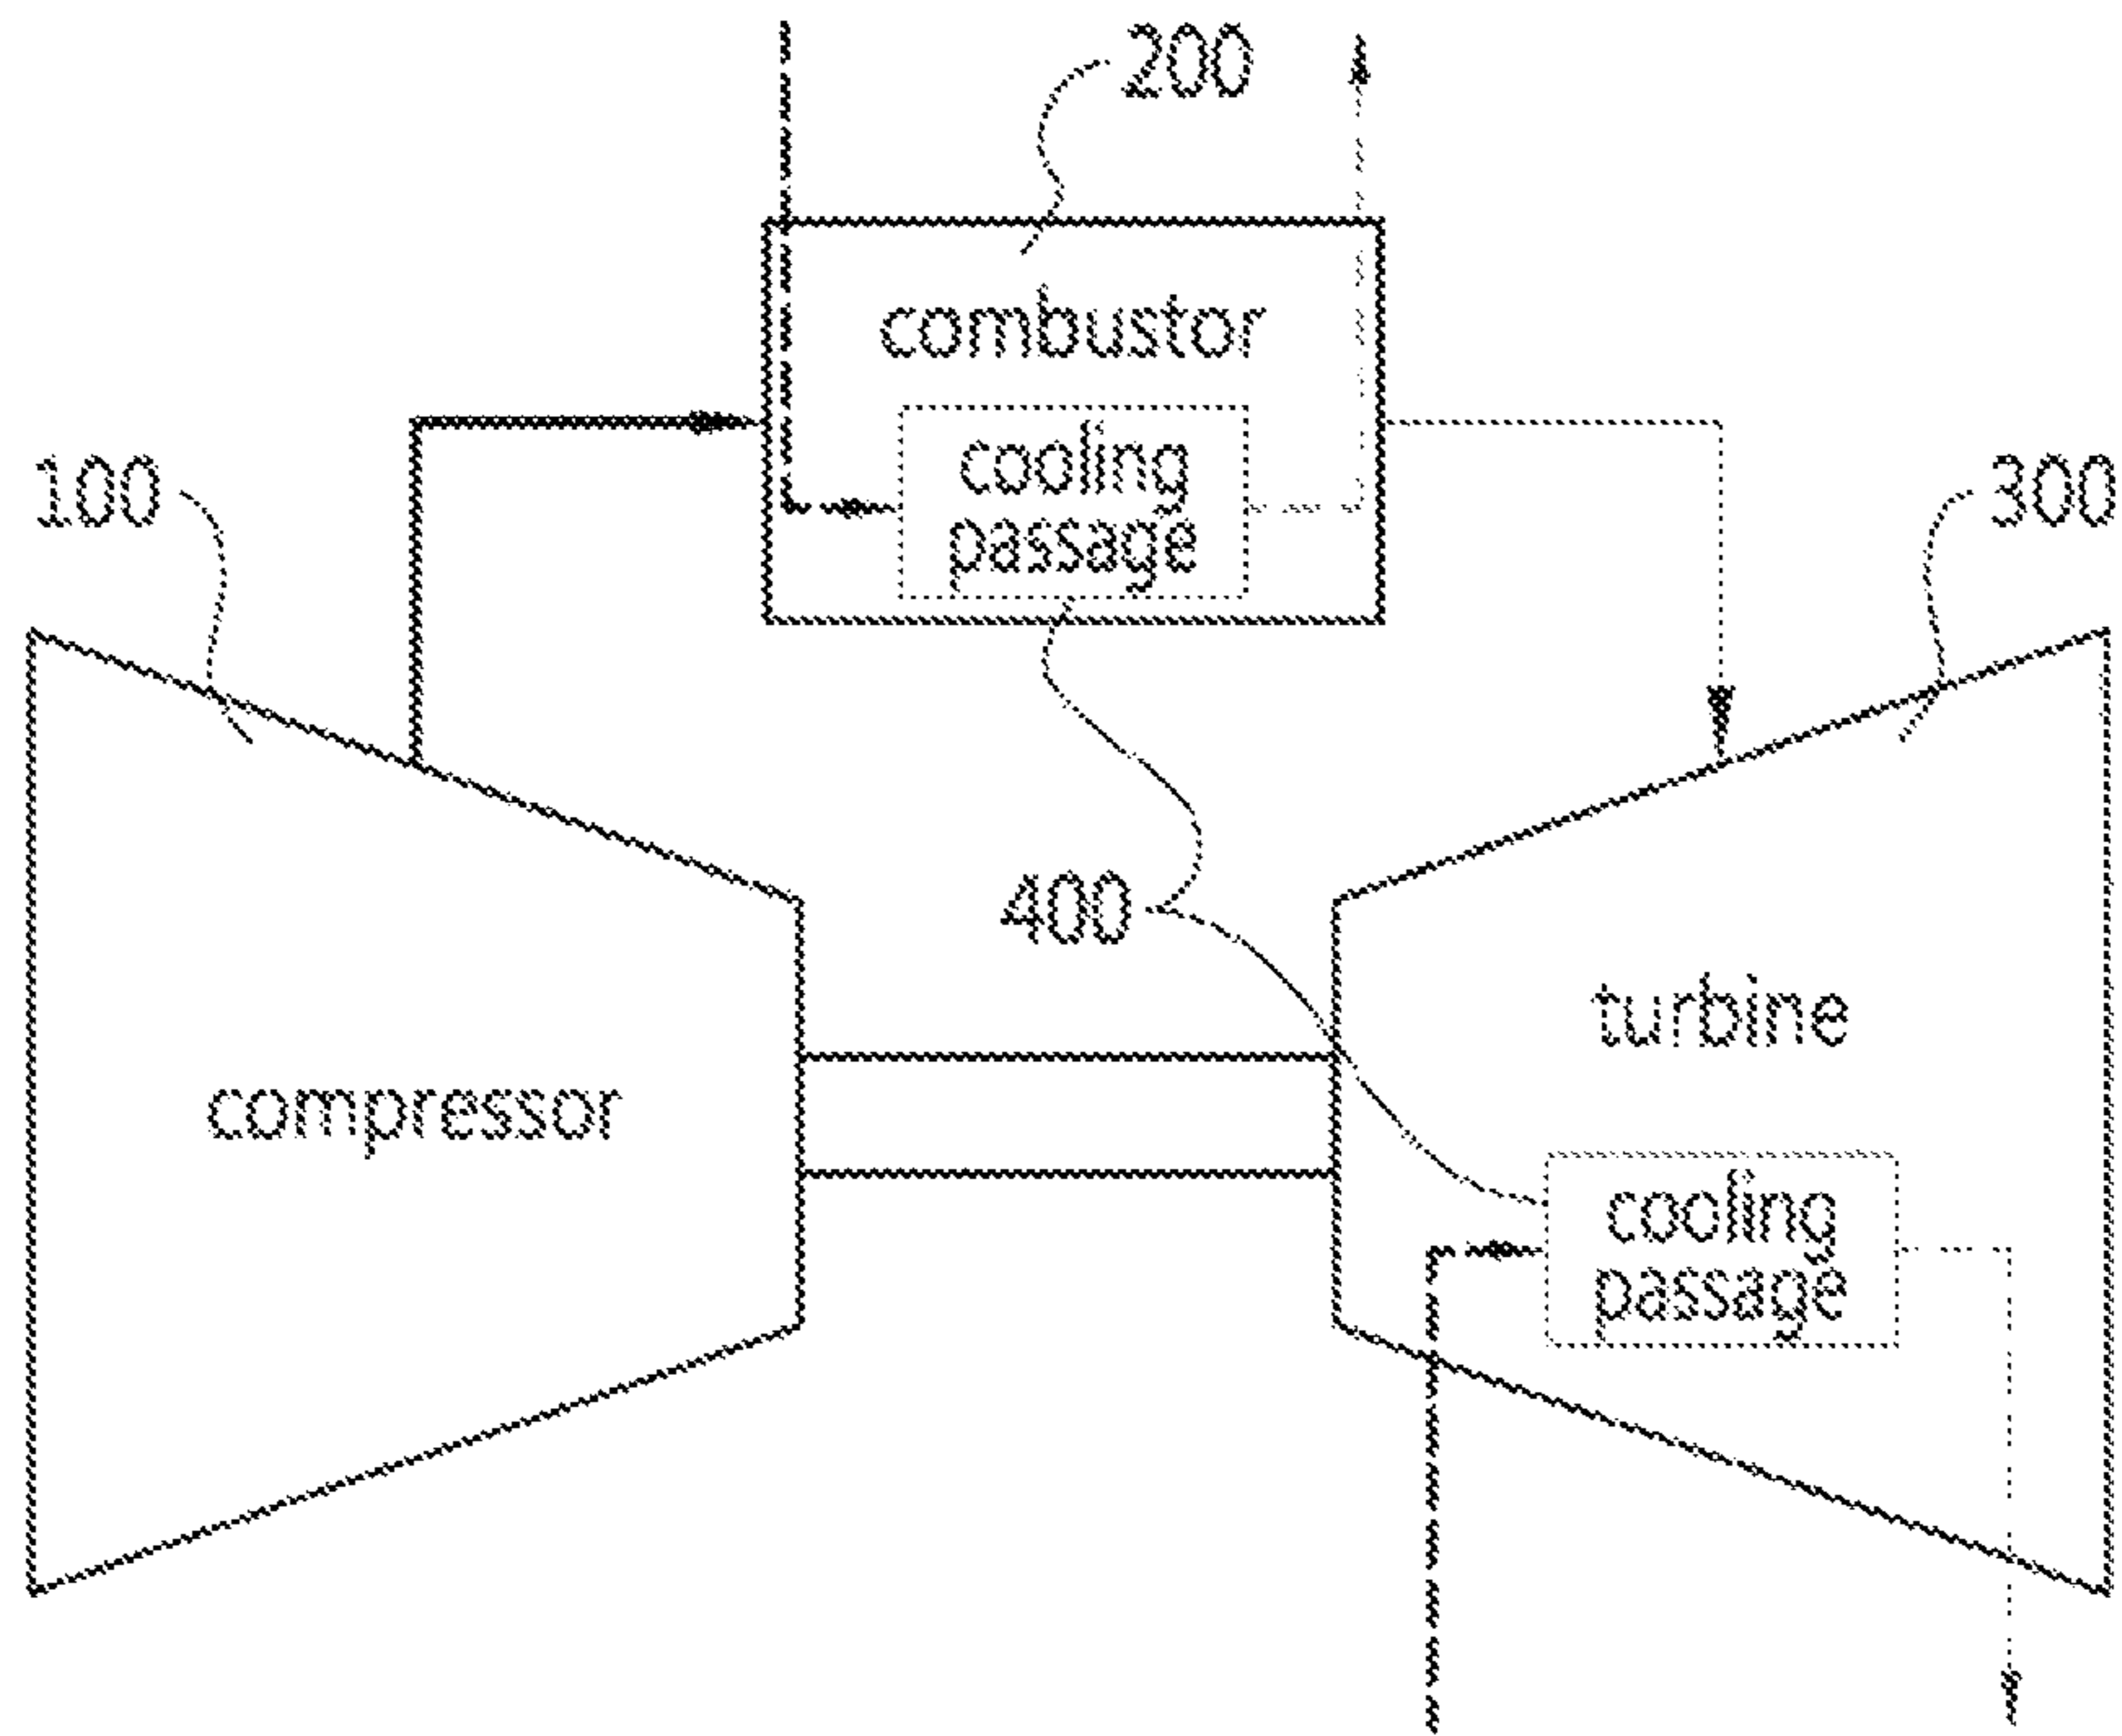 200
combustor
cooling
passage
100
300
400
turbine
compressor
cooling
passage